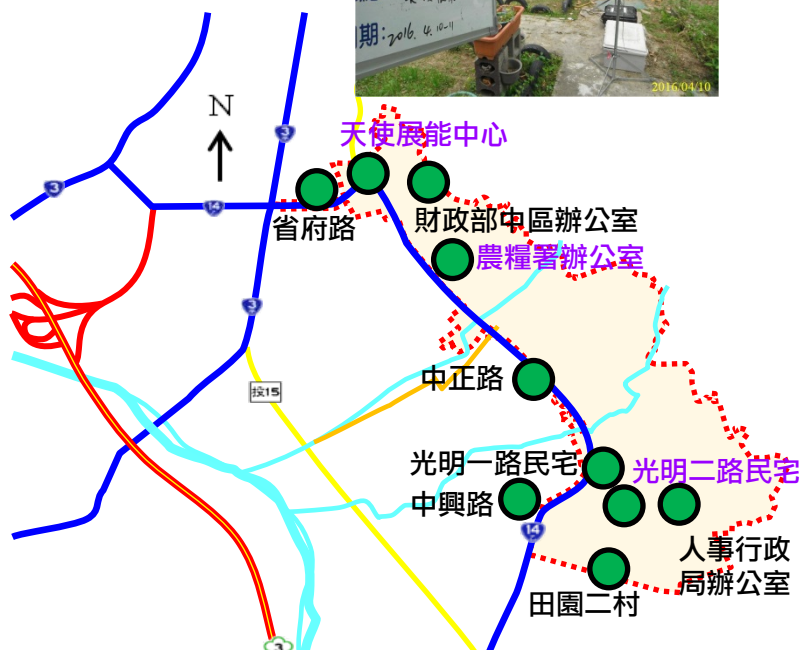 期:2016. 4. 10-11
2016/04/10
N
3
天使展能中心
3
14
省府路
財政部中區辦公室
農糧署辦公室
3
中正路
投15
光明一路民宅
光明二路民宅
中興路
14
人事行政
局辦公室
田園二村
3